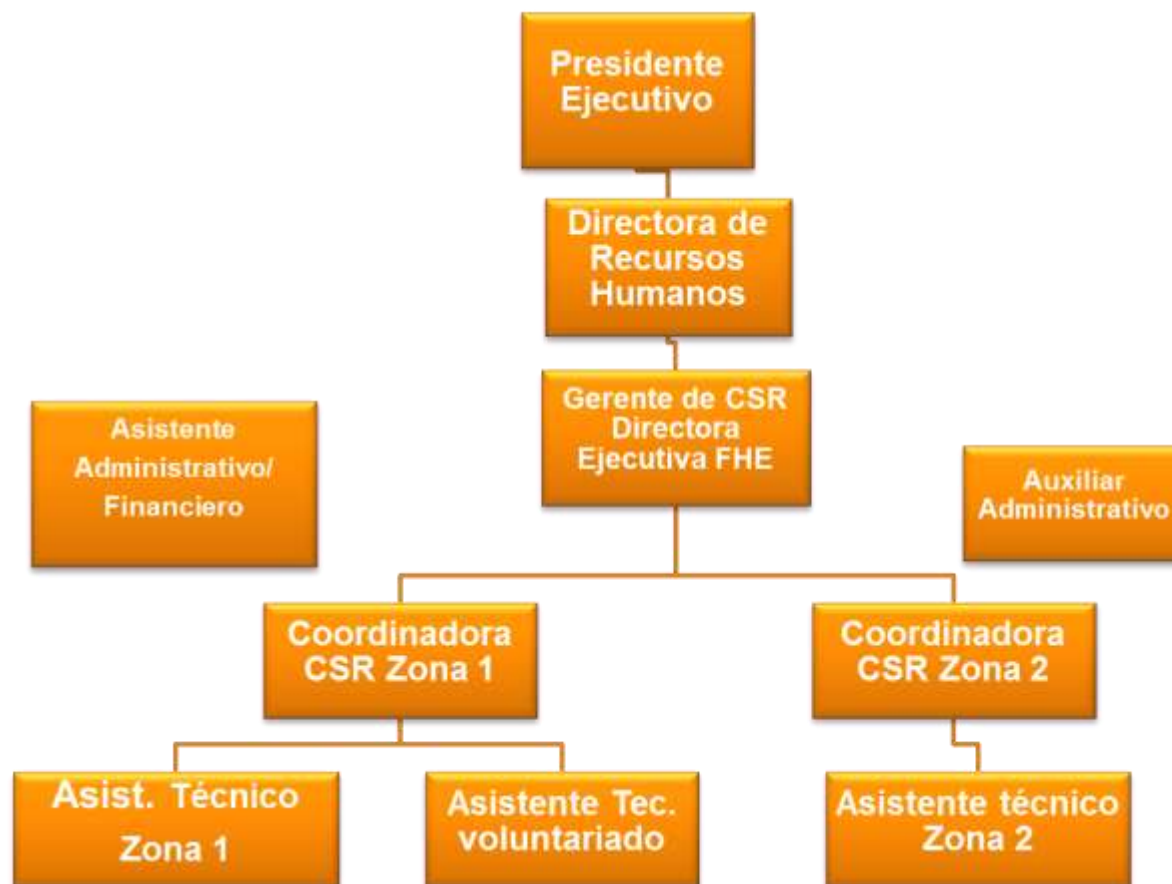 Presidente
Ejecutivo
Directora de
Recursos
Humanos
Gerente de CSR
Directora
Ejecutiva FHE
Asistente
Administrativo/
Financiero
Auxiliar
Administrativo
Coordinadora
CSR Zona 1
Coordinadora
CSR Zona 2
Asist. Técnico
Zona 1
Asistente Tec.
voluntariado
Asistente técnico
Zona 2